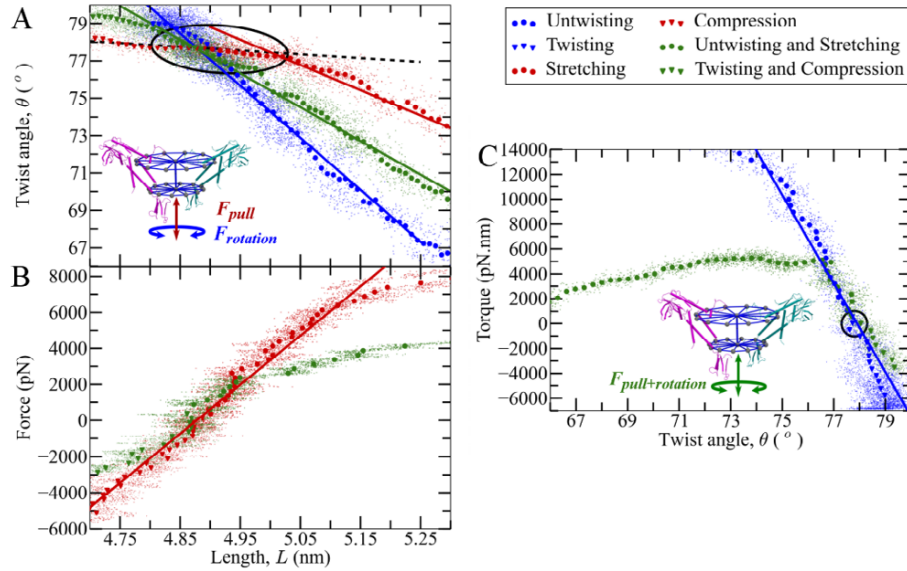 A
79
77
75
73
71
69
67
Twist angle, θ ( ° )
F_pull
F_rotation
Untwisting
Twisting
Stretching
Compression
Untwisting and Stretching
Twisting and Compression
B
8000
6000
4000
2000
0
−2000
−4000
−6000
Force (pN)
4.75 4.85 4.95 5.05 5.15 5.25
Length, L (nm)
C
14000
12000
10000
8000
6000
4000
2000
0
−2000
−4000
−6000
Torque (pN.nm)
F_pull+rotation
67 69 71 73 75 77 79
Twist angle, θ ( ° )